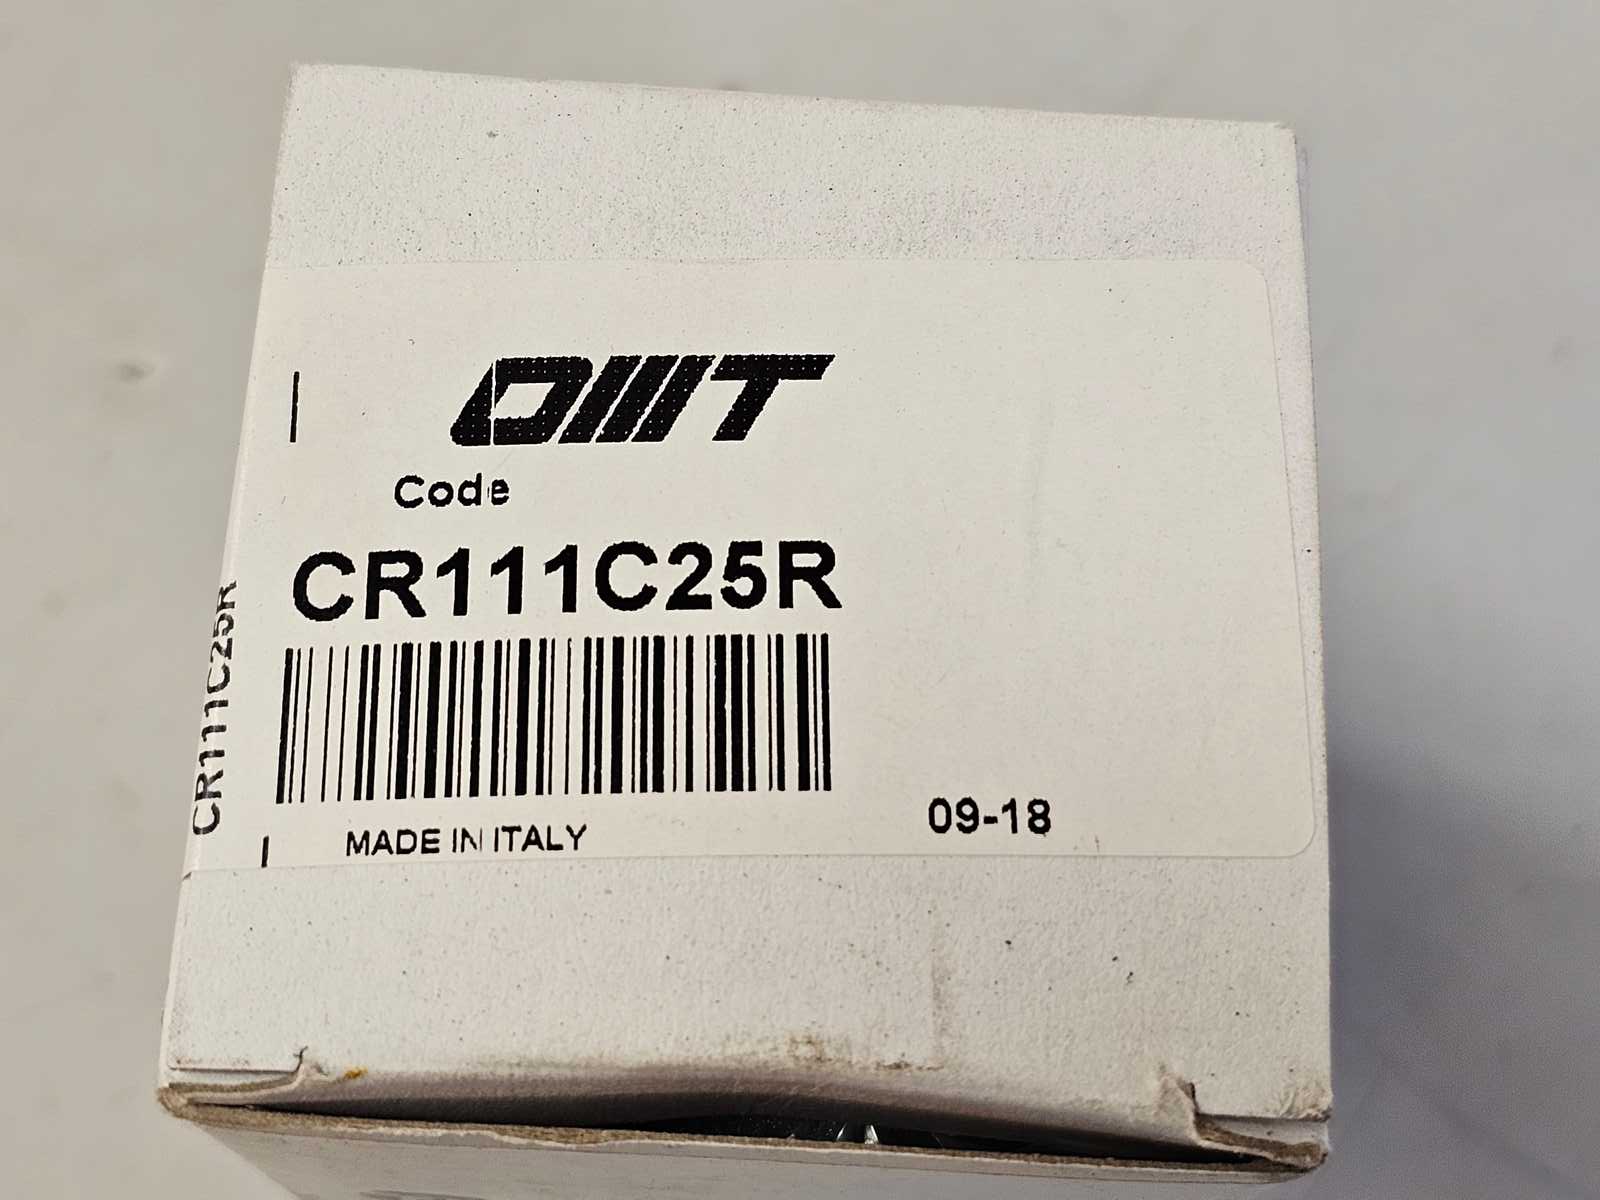 OMT
Code
CR111C25R
CR111C25R
MADE IN ITALY
09-18